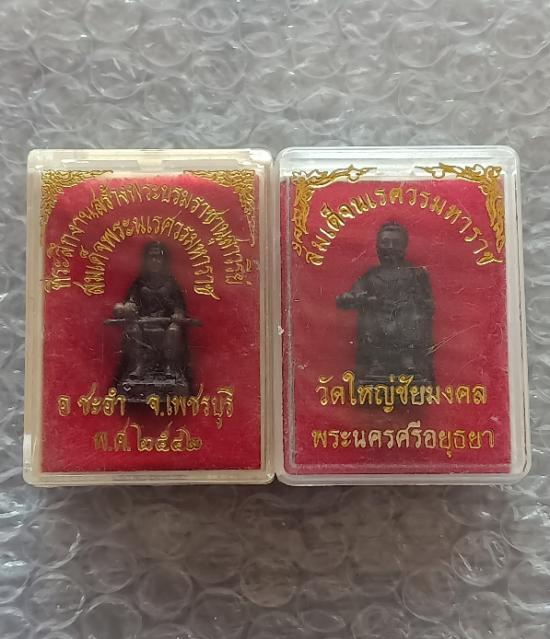 ที่ระลึกงานสร้างพระบรมราชานุสาวรีย์
สมเด็จพระนเรศวรมหาราช
อ.ชะอำ จ.เพชรบุรี
พ.ศ.๒๕๔๒
สมเด็จนเรศวรมหาราช
วัดใหญ่ชัยมงคล
พระนครศรีอยุธยา